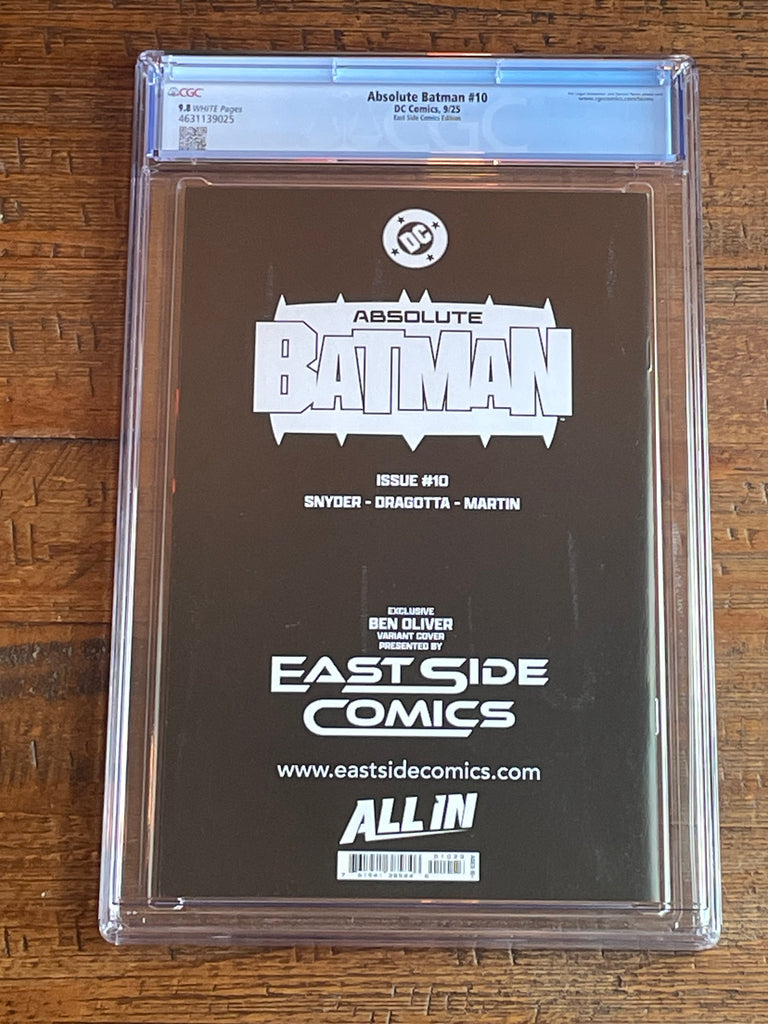 CGC
Absolute Batman #10
9.8 WHITE Pages
DC Comics, 9/25
4631139025
East Side Comics Edition
DC
ABSOLUTE
BATMAN
ISSUE #10
SNYDER - DRAGOTTA - MARTIN
EXCLUSIVE
BEN OLIVER
VARIANT COVER
PRESENTED BY
EAST SIDE
COMICS
www.eastsidecomics.com
ALL IN